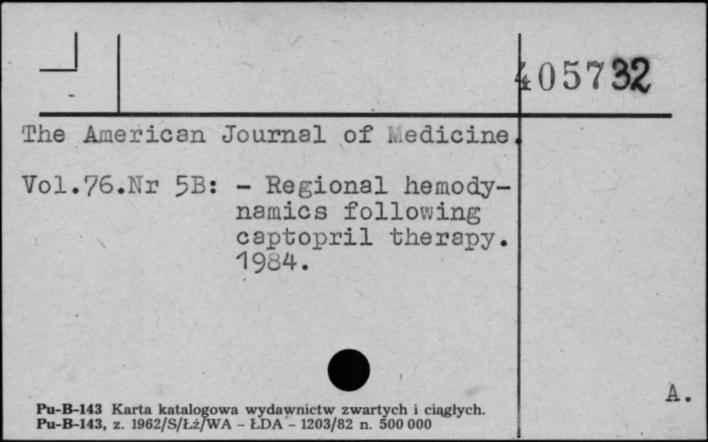 405732
The American Journal of Medicine.
Vol.76.Nr 5B: - Regional hemody-
namics following
captopril therapy.
1984.
A.
Pu-B-143 Karta katalogowa wydawnictw zwartych i ciągłych.
Pu-B-143, z. 1962/S/Łż/WA - ŁDA - 1203/82 n. 500 000